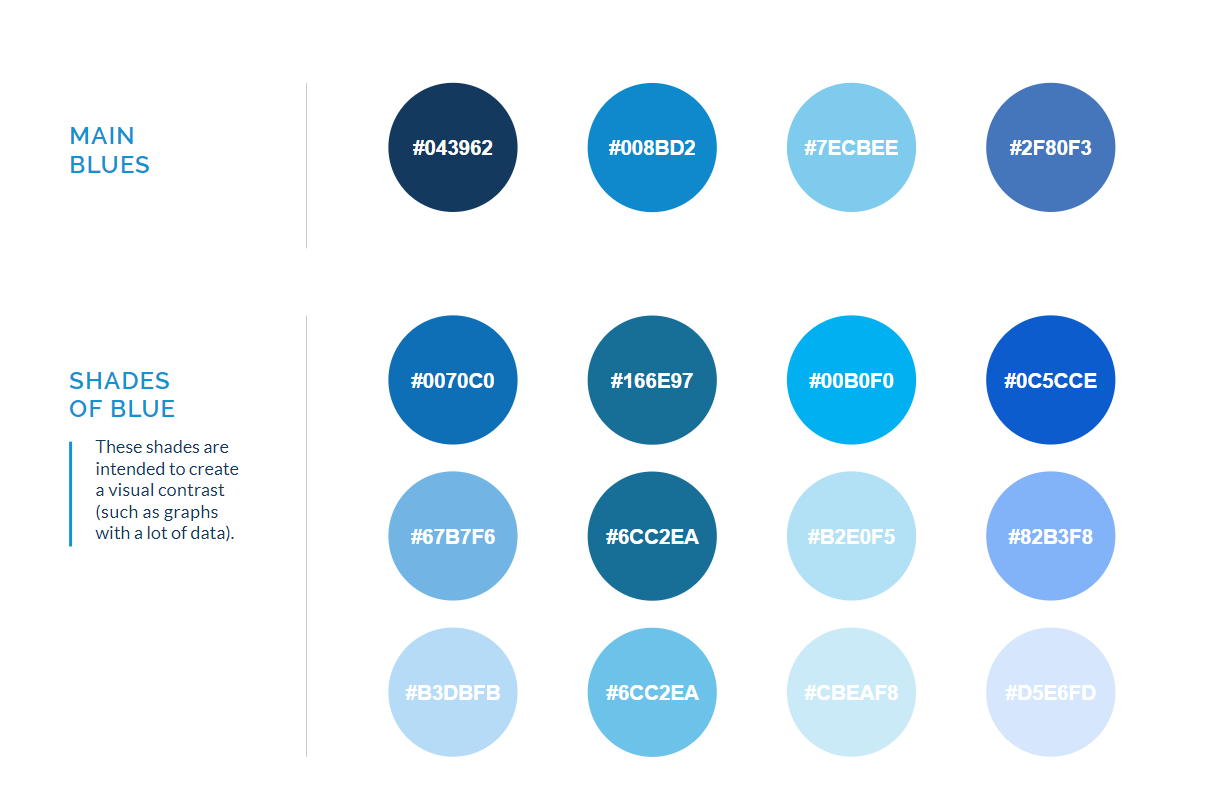 MAIN
BLUES
#043962
#008BD2
#7ECBEE
#2F80F3
SHADES
OF BLUE
These shades are
intended to create
a visual contrast
(such as graphs
with a lot of data).
#0070C0
#166E97
#00B0F0
#0C5CCE
#67B7F6
#6CC2EA
#B2E0F5
#82B3F8
#B3DBFB
#6CC2EA
#CBEAF8
#D5E6FD